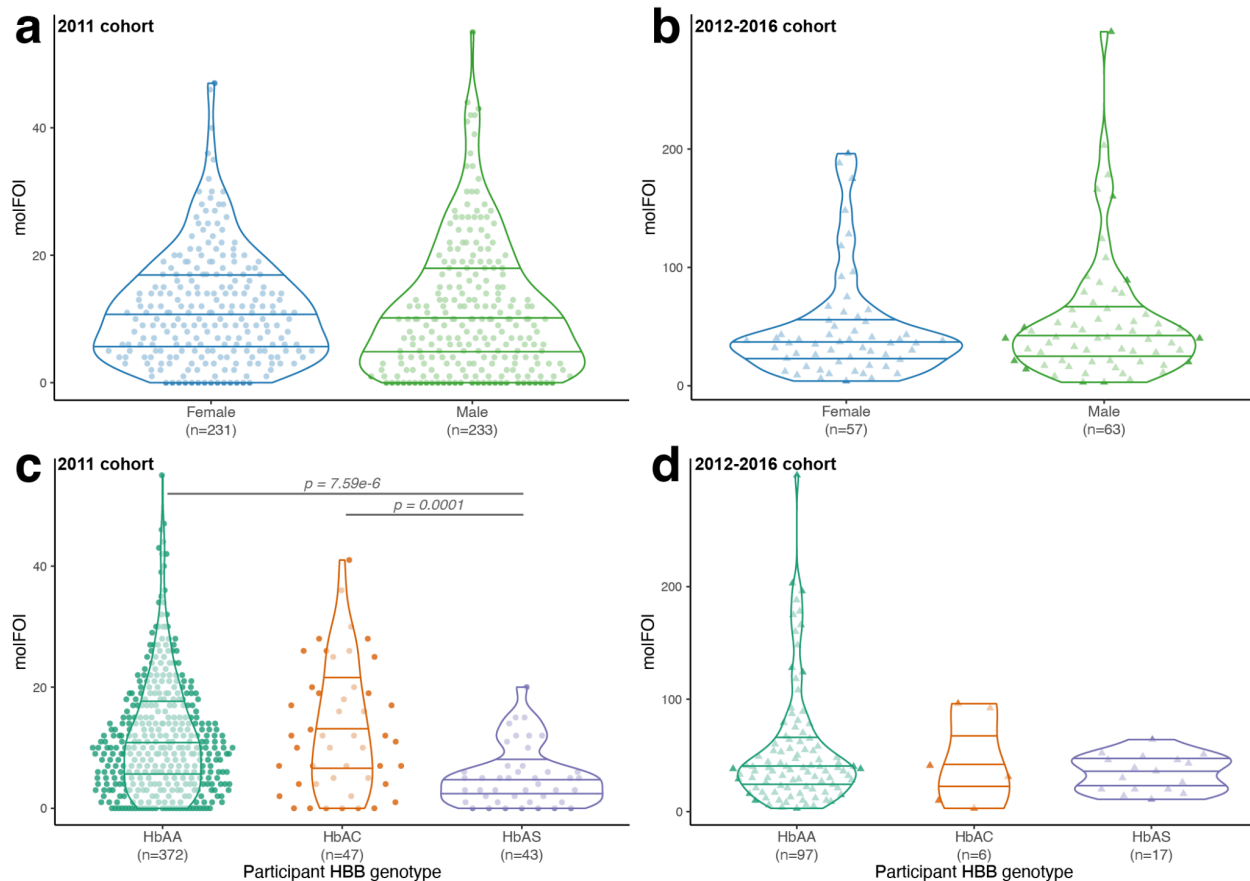 a 2011 cohort
molFOI
40
20
0
Female
(n=231)
Male
(n=233)
b 2012-2016 cohort
molFOI
200
100
0
Female
(n=57)
Male
(n=63)
c 2011 cohort
p = 7.59e-6
p = 0.0001
molFOI
40
20
0
HbAA
(n=372)
HbAC
(n=47)
HbAS
(n=43)
Participant HBB genotype
d 2012-2016 cohort
molFOI
200
100
0
HbAA
(n=97)
HbAC
(n=6)
HbAS
(n=17)
Participant HBB genotype